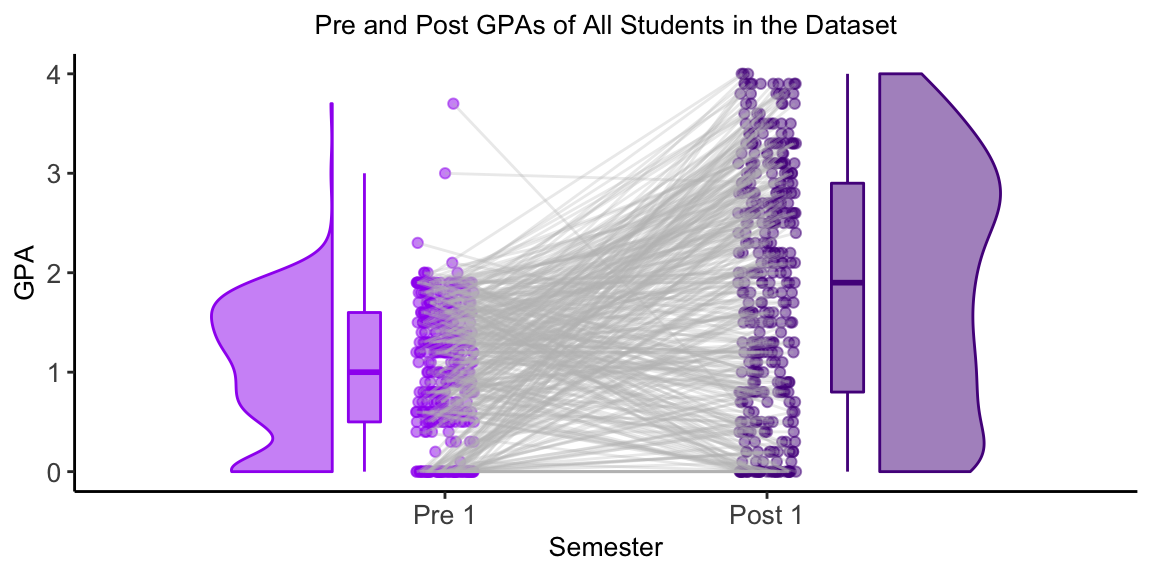 Pre and Post GPAs of All Students in the Dataset
4
3
2
1
0
GPA
Pre 1
Post 1
Semester